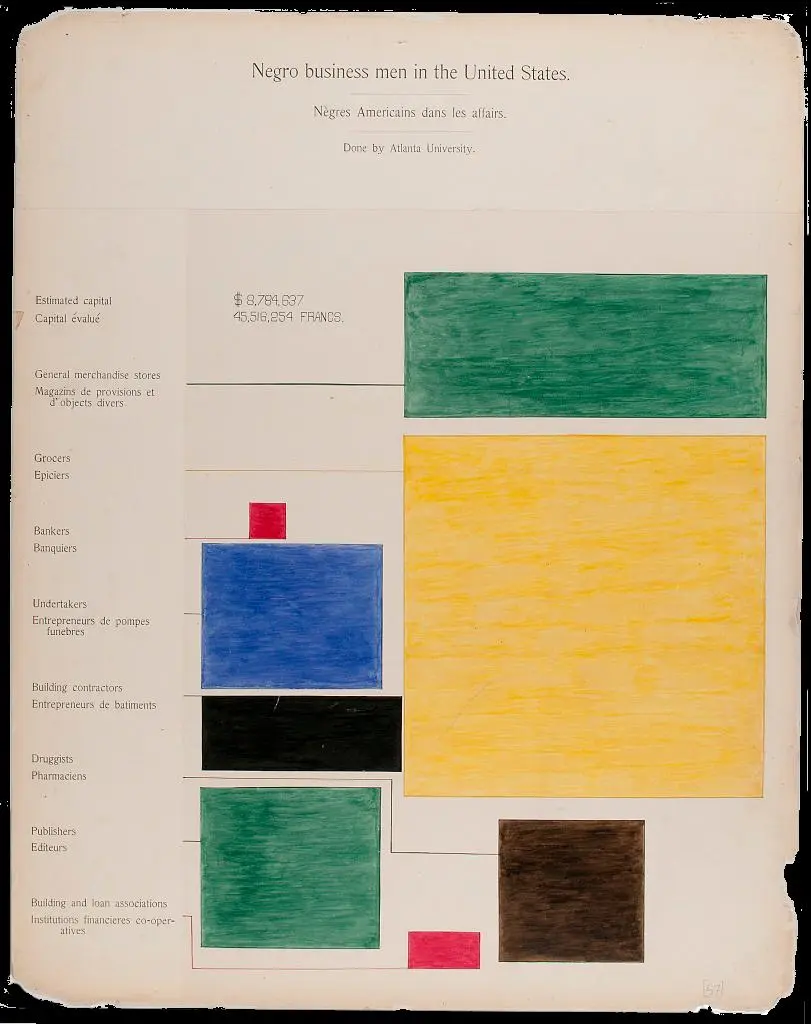 Negro business men in the United States.
Nègres Americains dans les affairs.
Done by Atlanta University.
Estimated capital
Capital évalué
$ 8,784,637
45,516,254 FRANCS.
General merchandise stores
Magazins de provisions et
d'objects divers
Grocers
Epiciers
Bankers
Banquiers
Undertakers
Entrepreneurs de pompes
funebres
Building contractors
Entrepreneurs de batiments
Druggists
Pharmaciens
Publishers
Editeurs
Building and loan associations
Institutions financieres co-oper-
atives
[57]